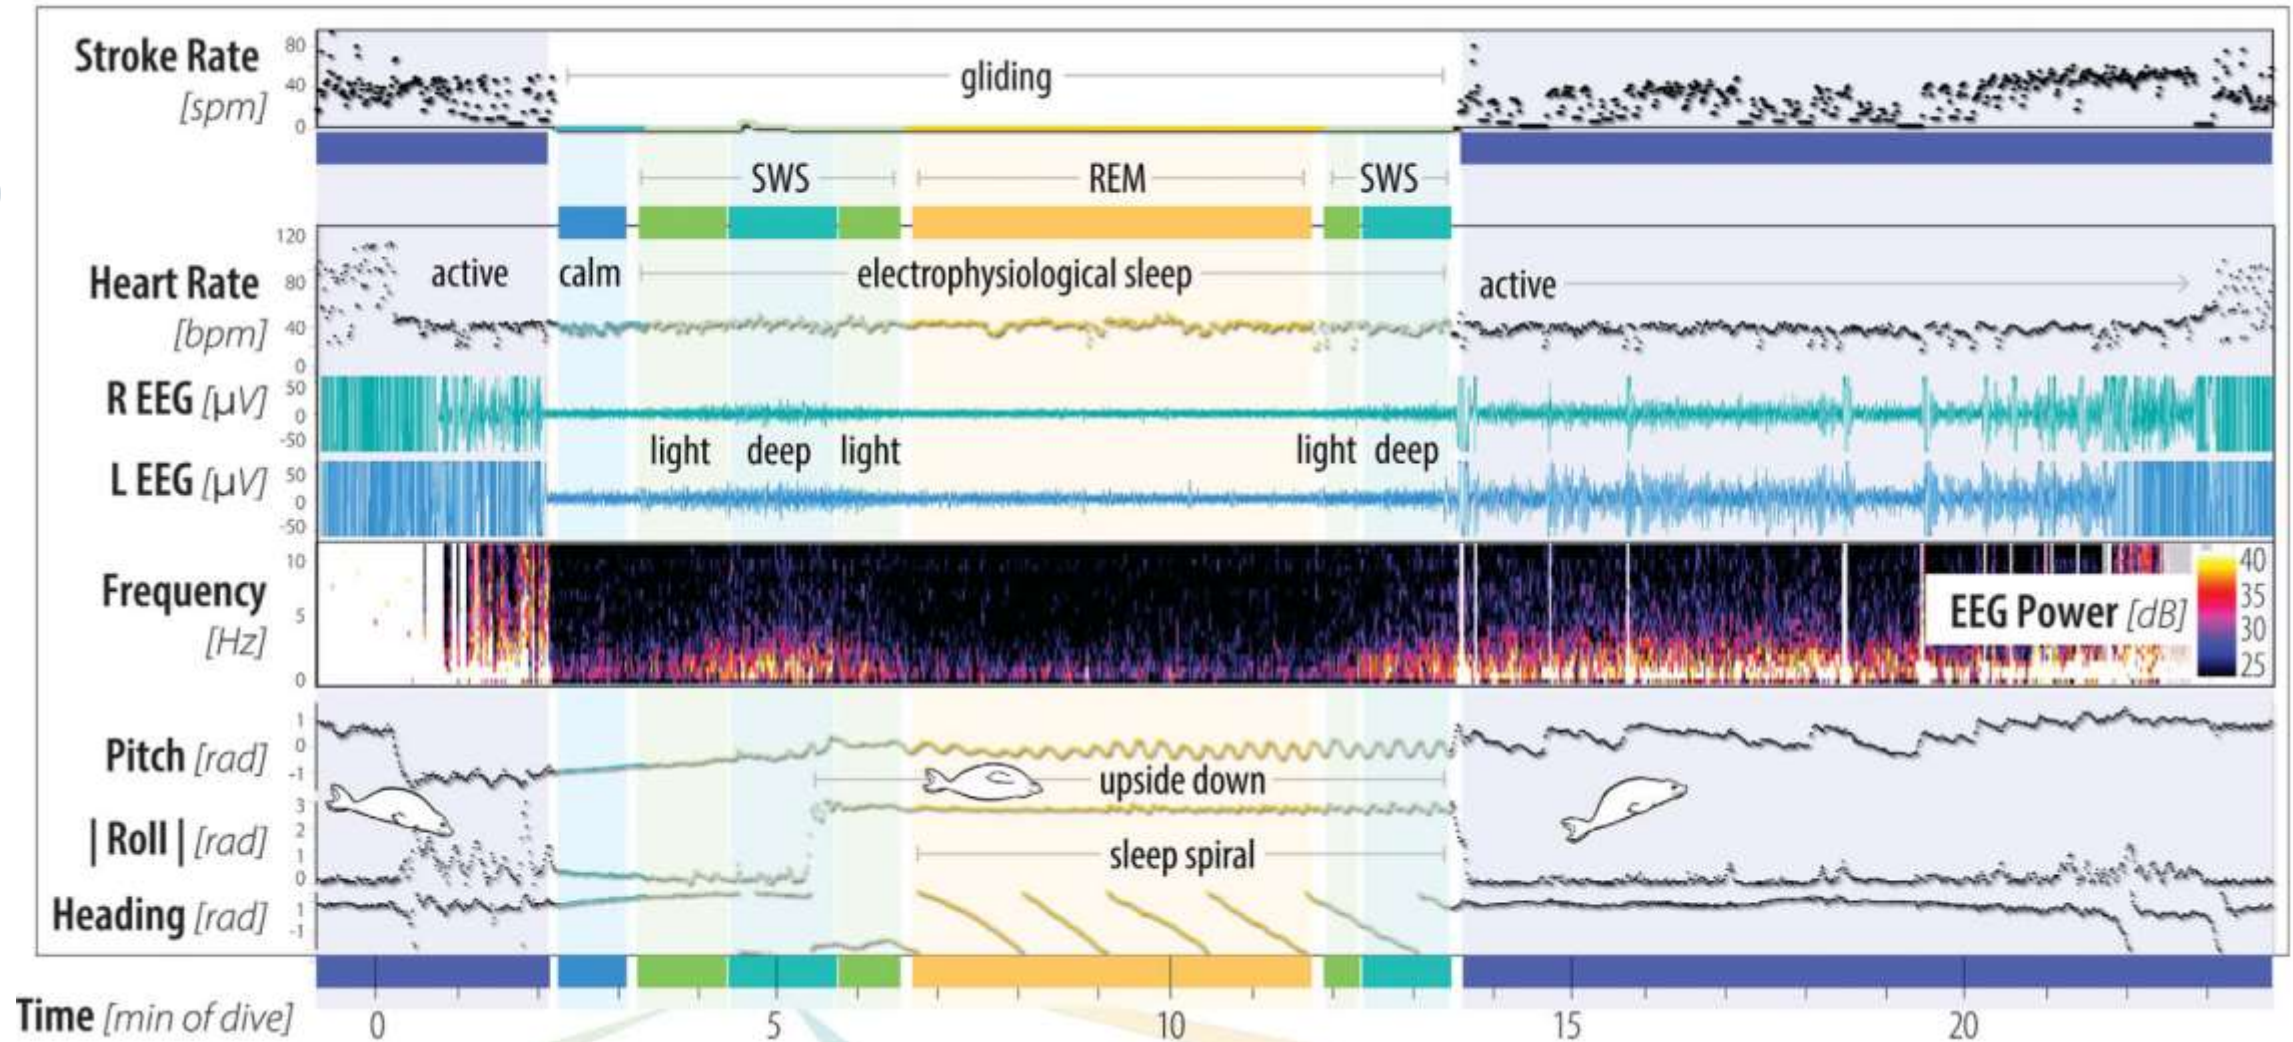 Stroke Rate
[spm]
80
40
0
gliding
SWS
REM
SWS
Heart Rate
[bpm]
120
80
40
0
active
calm
electrophysiological sleep
active
R EEG [µV]
50
0
-50
light
deep
light
light
deep
L EEG [µV]
50
0
-50
Frequency
[Hz]
10
5
0
EEG Power [dB]
40
35
30
25
Pitch [rad]
1
0
-1
upside down
| Roll | [rad]
3
2
1
0
sleep spiral
Heading [rad]
1
-1
Time [min of dive]
0
5
10
15
20